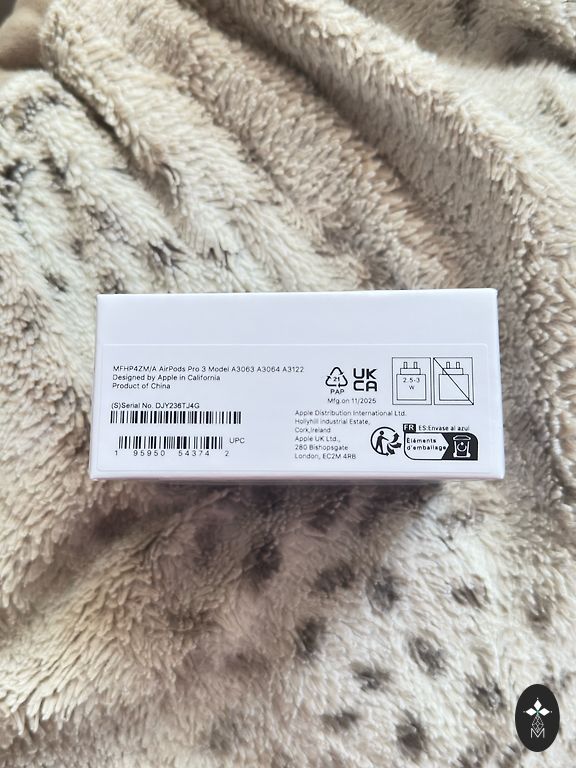 MFHP4ZM/A AirPods Pro 3 Model A3063 A3064 A3122
Designed by Apple in California
Product of China
(S)Serial No. DJY236TJ4G
UPC
1 95950 54374 2
21
PAP
UK
CA
2.5-3
W
Mfg on 11/2025
Apple Distribution International Ltd.
Hollyhill industrial Estate,
Cork,Ireland
Apple UK Ltd.,
280 Bishopsgate
London, EC2M 4RB
FR ES:Envase al azul
Éléments
d'emballage
M